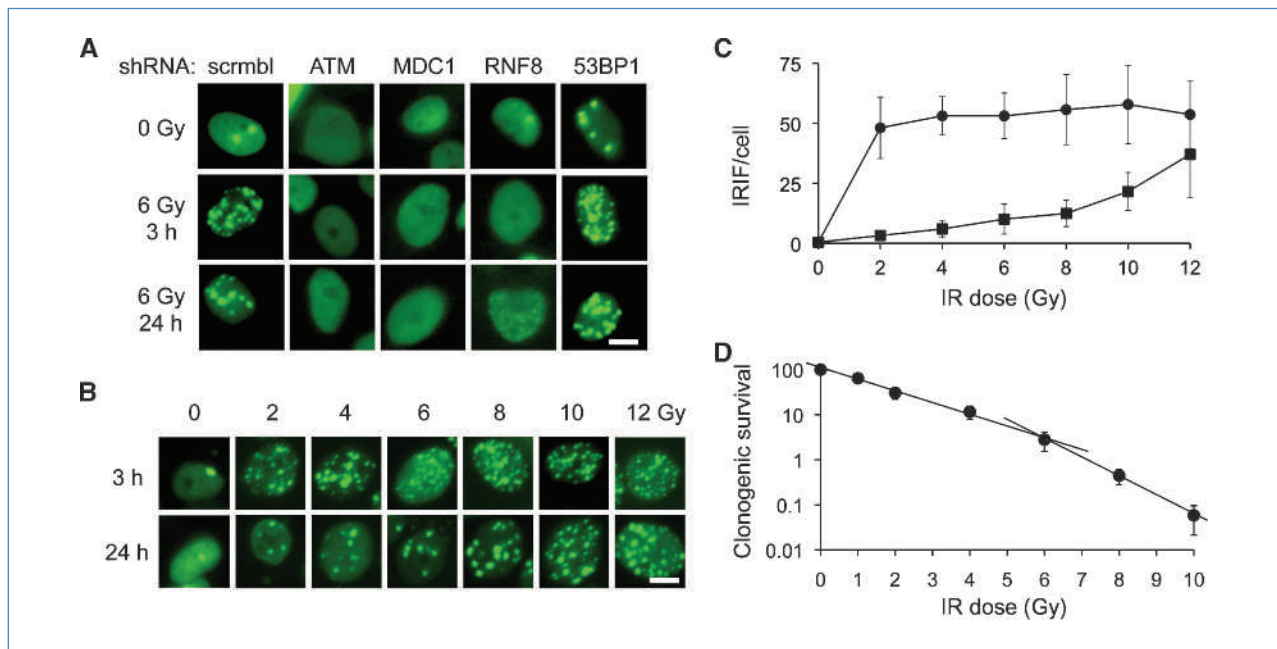 A
shRNA: scrmbl ATM MDC1 RNF8 53BP1
0 Gy
6 Gy
3 h
6 Gy
24 h
B
0 2 4 6 8 10 12 Gy
3 h
24 h
C
IRIF/cell
75
50
25
0
0 2 4 6 8 10 12
IR dose (Gy)
D
Clonogenic survival
100
10
1
0.1
0.01
0 1 2 3 4 5 6 7 8 9 10
IR dose (Gy)